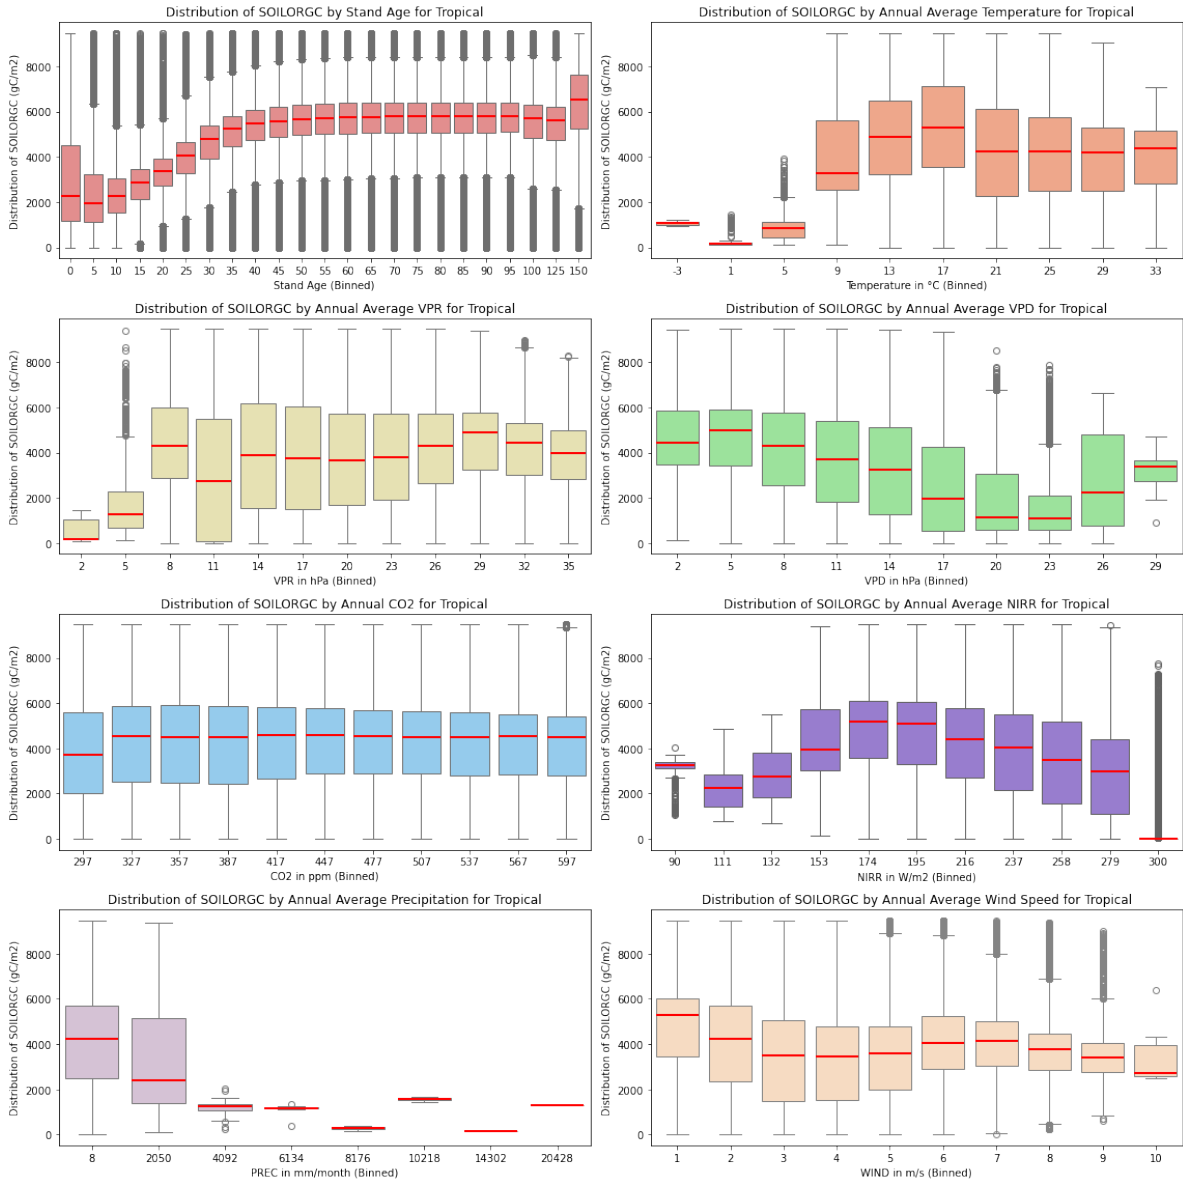 Distribution of SOILORGC by Stand Age for Tropical
Distribution of SOILORGC (gC/m2)
8000
6000
4000
2000
0
0 5 10 15 20 25 30 35 40 45 50 55 60 65 70 75 80 85 90 95 100 125 150
Stand Age (Binned)
Distribution of SOILORGC by Annual Average Temperature for Tropical
Distribution of SOILORGC (gC/m2)
8000
6000
4000
2000
0
-3 1 5 9 13 17 21 25 29 33
Temperature in °C (Binned)
Distribution of SOILORGC by Annual Average VPR for Tropical
Distribution of SOILORGC (gC/m2)
8000
6000
4000
2000
0
2 5 8 11 14 17 20 23 26 29 32 35
VPR in hPa (Binned)
Distribution of SOILORGC by Annual Average VPD for Tropical
Distribution of SOILORGC (gC/m2)
8000
6000
4000
2000
0
2 5 8 11 14 17 20 23 26 29
VPD in hPa (Binned)
Distribution of SOILORGC by Annual CO2 for Tropical
Distribution of SOILORGC (gC/m2)
8000
6000
4000
2000
0
297 327 357 387 417 447 477 507 537 567 597
CO2 in ppm (Binned)
Distribution of SOILORGC by Annual Average NIRR for Tropical
Distribution of SOILORGC (gC/m2)
8000
6000
4000
2000
0
90 111 132 153 174 195 216 237 258 279 300
NIRR in W/m2 (Binned)
Distribution of SOILORGC by Annual Average Precipitation for Tropical
Distribution of SOILORGC (gC/m2)
8000
6000
4000
2000
0
8 2050 4092 6134 8176 10218 14302 20428
PREC in mm/month (Binned)
Distribution of SOILORGC by Annual Average Wind Speed for Tropical
Distribution of SOILORGC (gC/m2)
8000
6000
4000
2000
0
1 2 3 4 5 6 7 8 9 10
WIND in m/s (Binned)